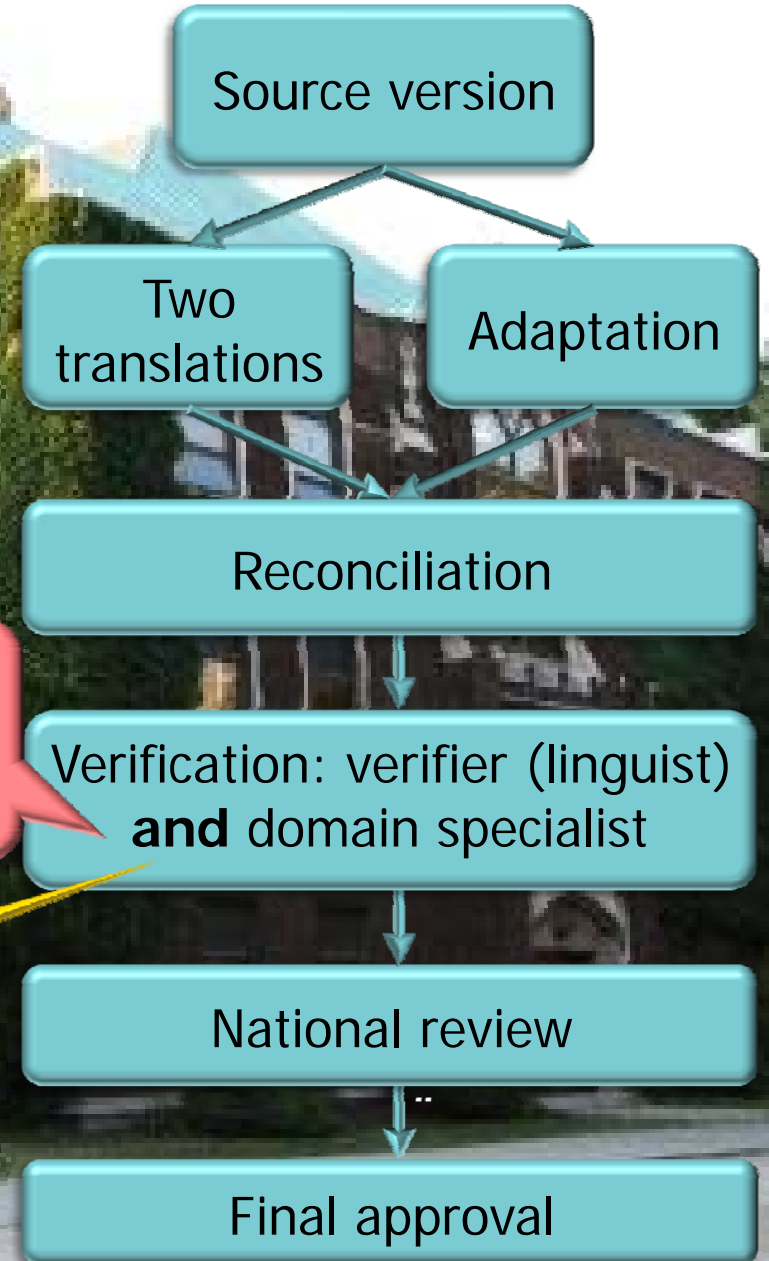 Source version
Two
translations
Adaptation
Reconciliation
Verification: verifier (linguist)
and domain specialist
National review
..
Final approval